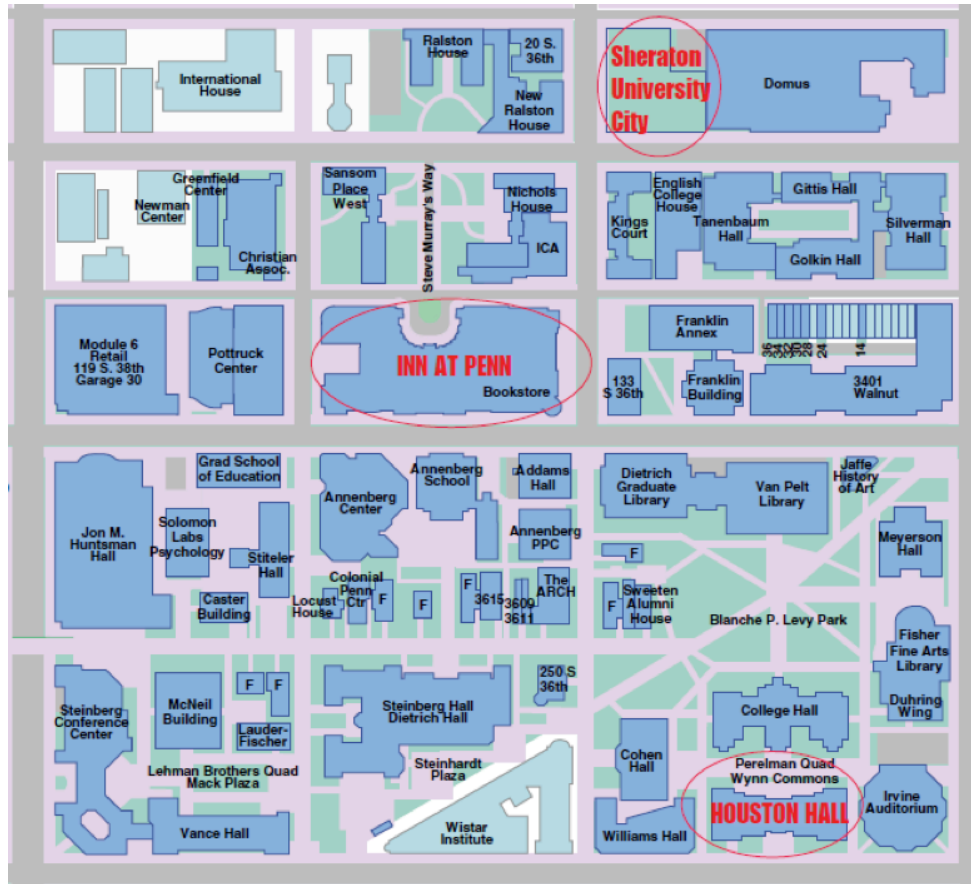 International
House
Ralston
House
20 S.
36th
New
Ralston
House
Sheraton
University
City
Domus
Greenfield
Center
Newman
Center
Christian
Assoc.
Sansom
Place
West
Steve Murray's Way
Nichols
House
ICA
Kings
Court
English
College
House
Tanenbaum
Hall
Gittis Hall
Golkin Hall
Silverman
Hall
Module 6
Retail
119 S. 38th
Garage 30
Pottruck
Center
INN AT PENN
Bookstore
133
S 36th
Franklin
Annex
Franklin
Building
36
34
32
30
28
24
14
3401
Walnut
Jon M.
Huntsman
Hall
Grad School
of Education
Solomon
Labs
Psychology
Stiteler
Hall
Caster
Building
Annenberg
Center
Annenberg
School
Addams
Hall
Annenberg
PPC
Locust
House
Colonial
Penn
Ctr
F
F
F
3615
3609
3611
The
ARCH
Dietrich
Graduate
Library
Van Pelt
Library
Jaffe
History
of Art
Meyerson
Hall
F
F
Sweeten
Alumni
House
Blanche P. Levy Park
Fisher
Fine Arts
Library
Duhring
Wing
Steinberg
Conference
Center
McNeil
Building
F
F
Lauder-
Fischer
Lehman Brothers Quad
Mack Plaza
Vance Hall
Steinberg Hall
Dietrich Hall
250 S
36th
Steinhardt
Plaza
Wistar
Institute
Cohen
Hall
Williams Hall
College Hall
Perelman Quad
Wynn Commons
HOUSTON HALL
Irvine
Auditorium